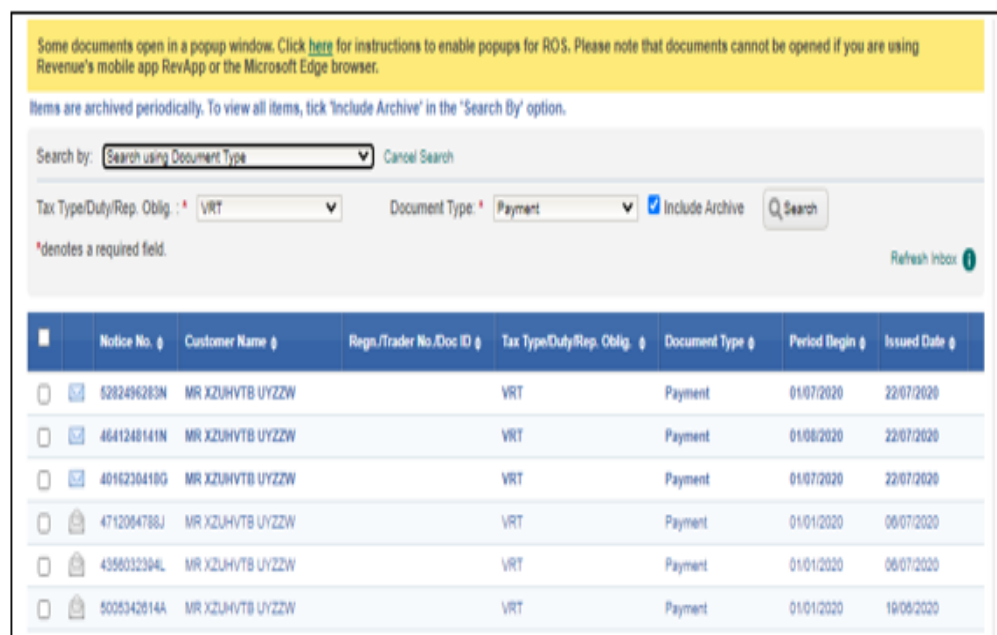 Some documents open in a popup window. Click here for instructions to enable popups for ROS. Please note that documents cannot be opened if you are using
Revenue's mobile app RevApp or the Microsoft Edge browser.
Items are archived periodically. To view all items, tick 'Include Archive' in the 'Search By' option.
Search by: Search using Document Type Cancel Search
Tax Type/Duty/Rep. Oblig. : * VRT Document Type: * Payment Include Archive Search
*denotes a required field.
Refresh Inbox i
Notice No. Customer Name Regn./Trader No./Doc ID Tax Type/Duty/Rep. Oblig. Document Type Period Begin Issued Date
5282496283N MR XZUHVTB UYZZW VRT Payment 01/07/2020 22/07/2020
4641248141N MR XZUHVTB UYZZW VRT Payment 01/08/2020 22/07/2020
4016230418G MR XZUHVTB UYZZW VRT Payment 01/07/2020 22/07/2020
4712064788J MR XZUHVTB UYZZW VRT Payment 01/01/2020 06/07/2020
4356032394L MR XZUHVTB UYZZW VRT Payment 01/01/2020 06/07/2020
5005342614A MR XZUHVTB UYZZW VRT Payment 01/01/2020 19/06/2020